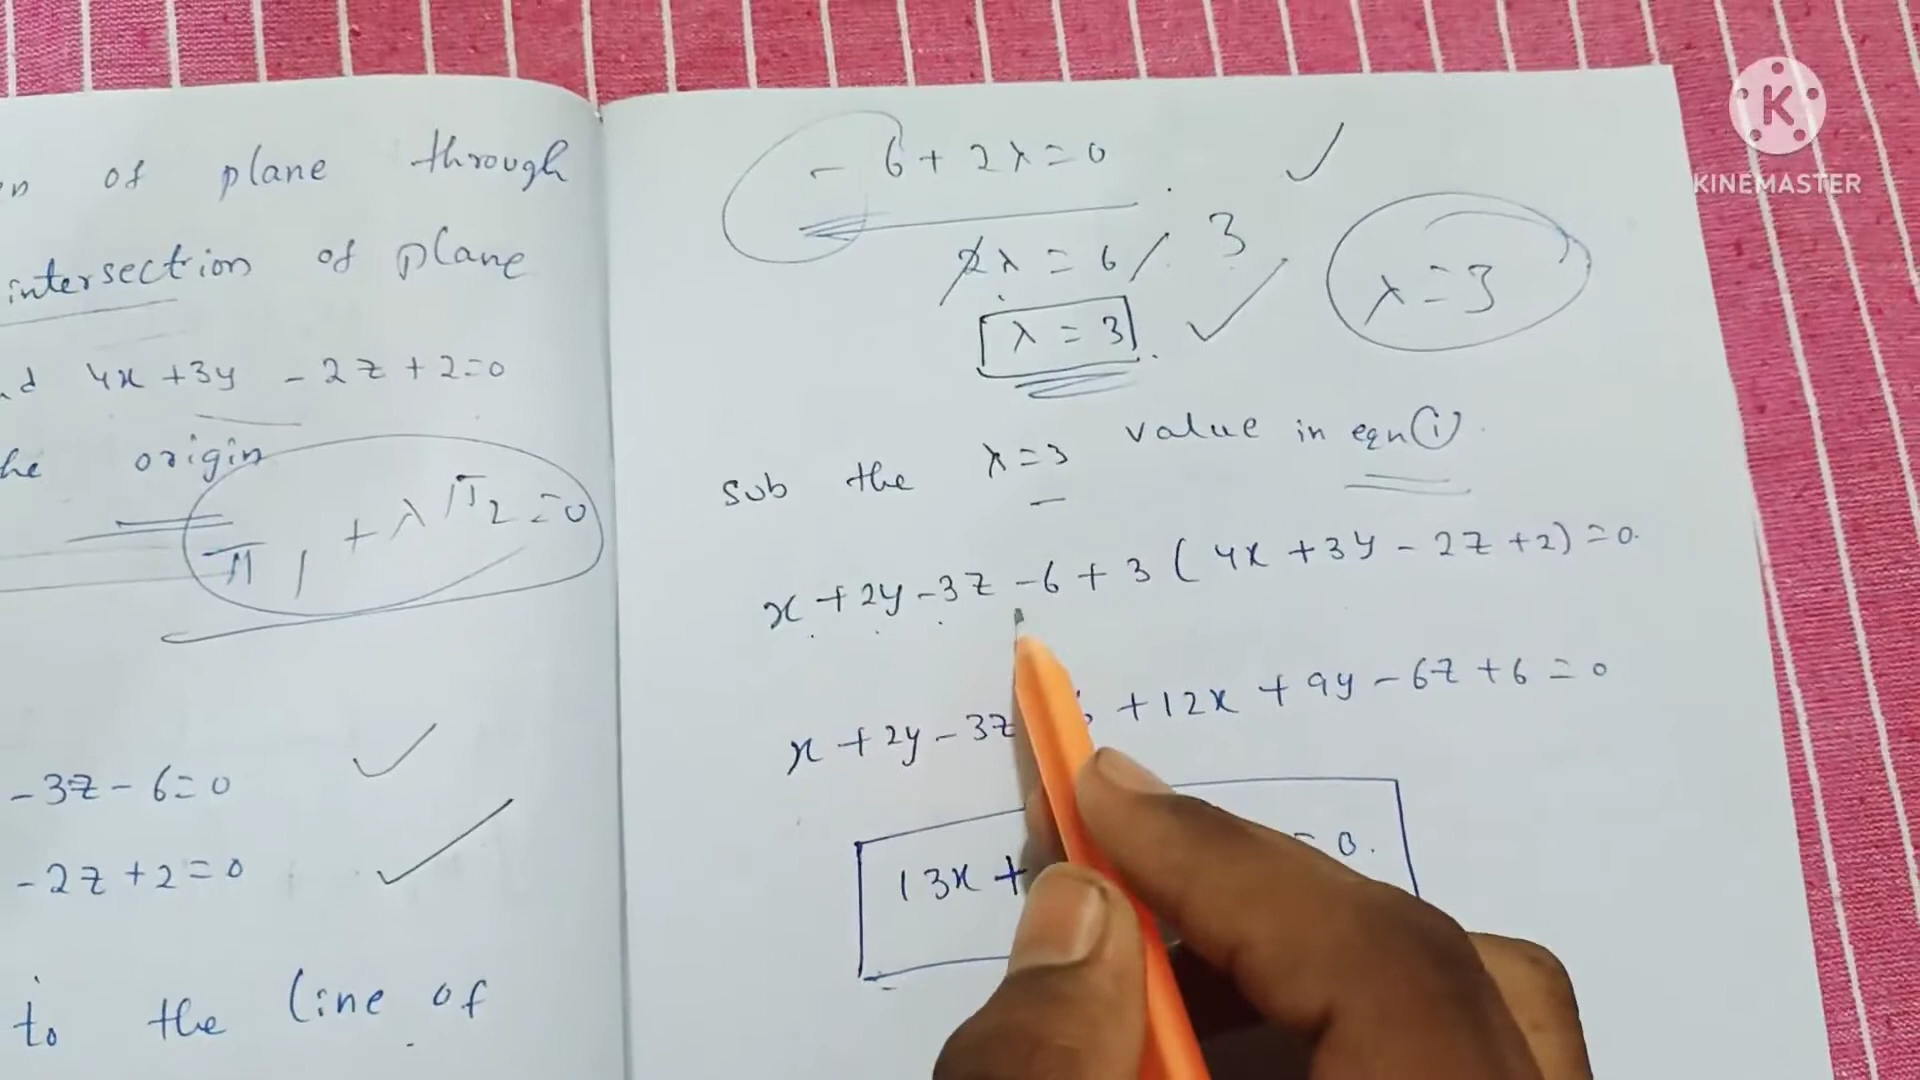 of plane through
intersection of plane
4x + 3y - 2z + 2 = 0
origin
π1 + λπ2 = 0
- 3z - 6 = 0
- 2z + 2 = 0
to the line of
- 6 + 2λ = 0
2λ = 6 3
λ = 3
λ = 3
sub the λ = 3 value in eqn (i)
x + 2y - 3z - 6 + 3 ( 4x + 3y - 2z + 2) = 0.
x + 2y - 3z + 12x + 9y - 6z + 6 = 0
13x + = 0.
K
KINEMASTER